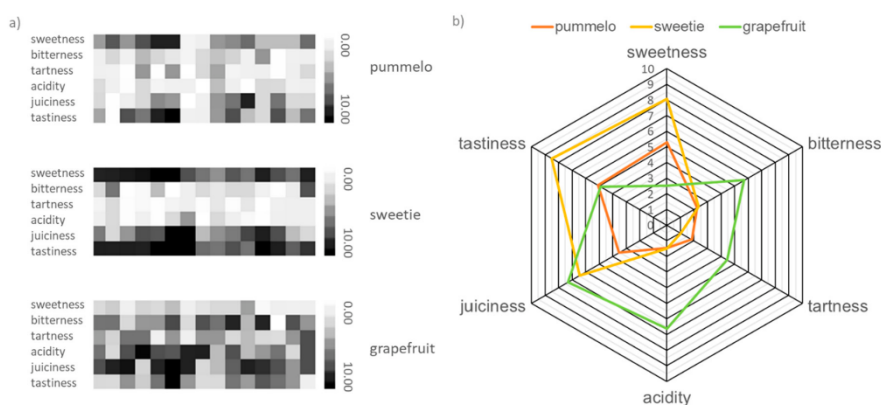 a)
sweetness
bitterness
tartness
acidity
juiciness
tastiness
0.00
10.00
pummelo
sweetness
bitterness
tartness
acidity
juiciness
tastiness
0.00
10.00
sweetie
sweetness
bitterness
tartness
acidity
juiciness
tastiness
0.00
10.00
grapefruit
b)
pummelo sweetie grapefruit
sweetness
10
9
8
7
6
5
4
3
2
1
0
tastiness
bitterness
juiciness
tartness
acidity